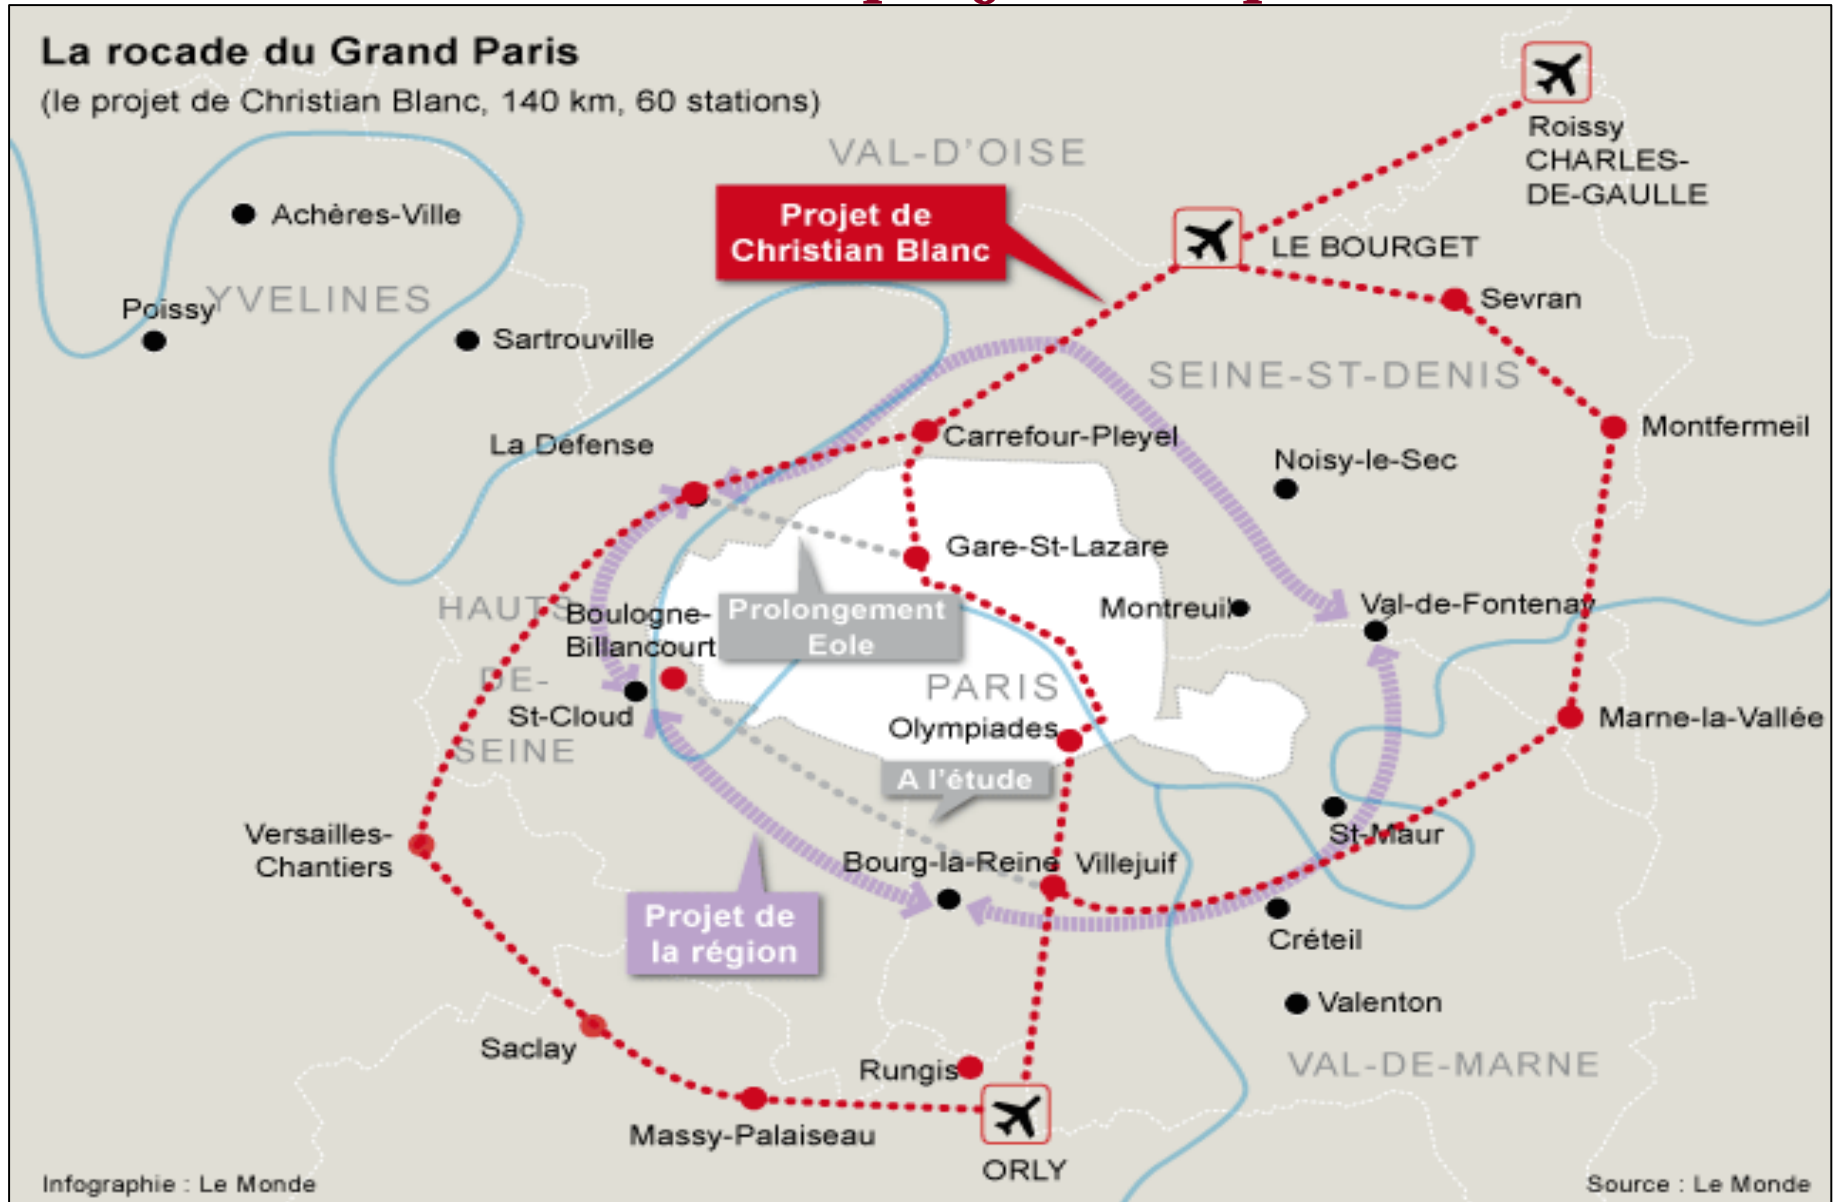 La rocade du Grand Paris
(le projet de Christian Blanc, 140 km, 60 stations)
Roissy
CHARLES-
DE-GAULLE
VAL-D'OISE
Projet de
Christian Blanc
Achères-Ville
LE BOURGET
Poissy
YVELINES
Sevran
Sartrouville
SEINE-ST-DENIS
La Défense
Carrefour-Pleyel
Montfermeil
Noisy-le-Sec
Gare-St-Lazare
HAUTS-
DE-
SEINE
Boulogne-
Billancourt
Prolongement
Eole
Montreuil
Val-de-Fontenay
PARIS
St-Cloud
Olympiades
Marne-la-Vallée
A l'étude
Versailles-
Chantiers
St-Maur
Bourg-la-Reine
Villejuif
Projet de
la région
Créteil
Valenton
Saclay
Rungis
VAL-DE-MARNE
Massy-Palaiseau
ORLY
Infographie : Le Monde
Source : Le Monde